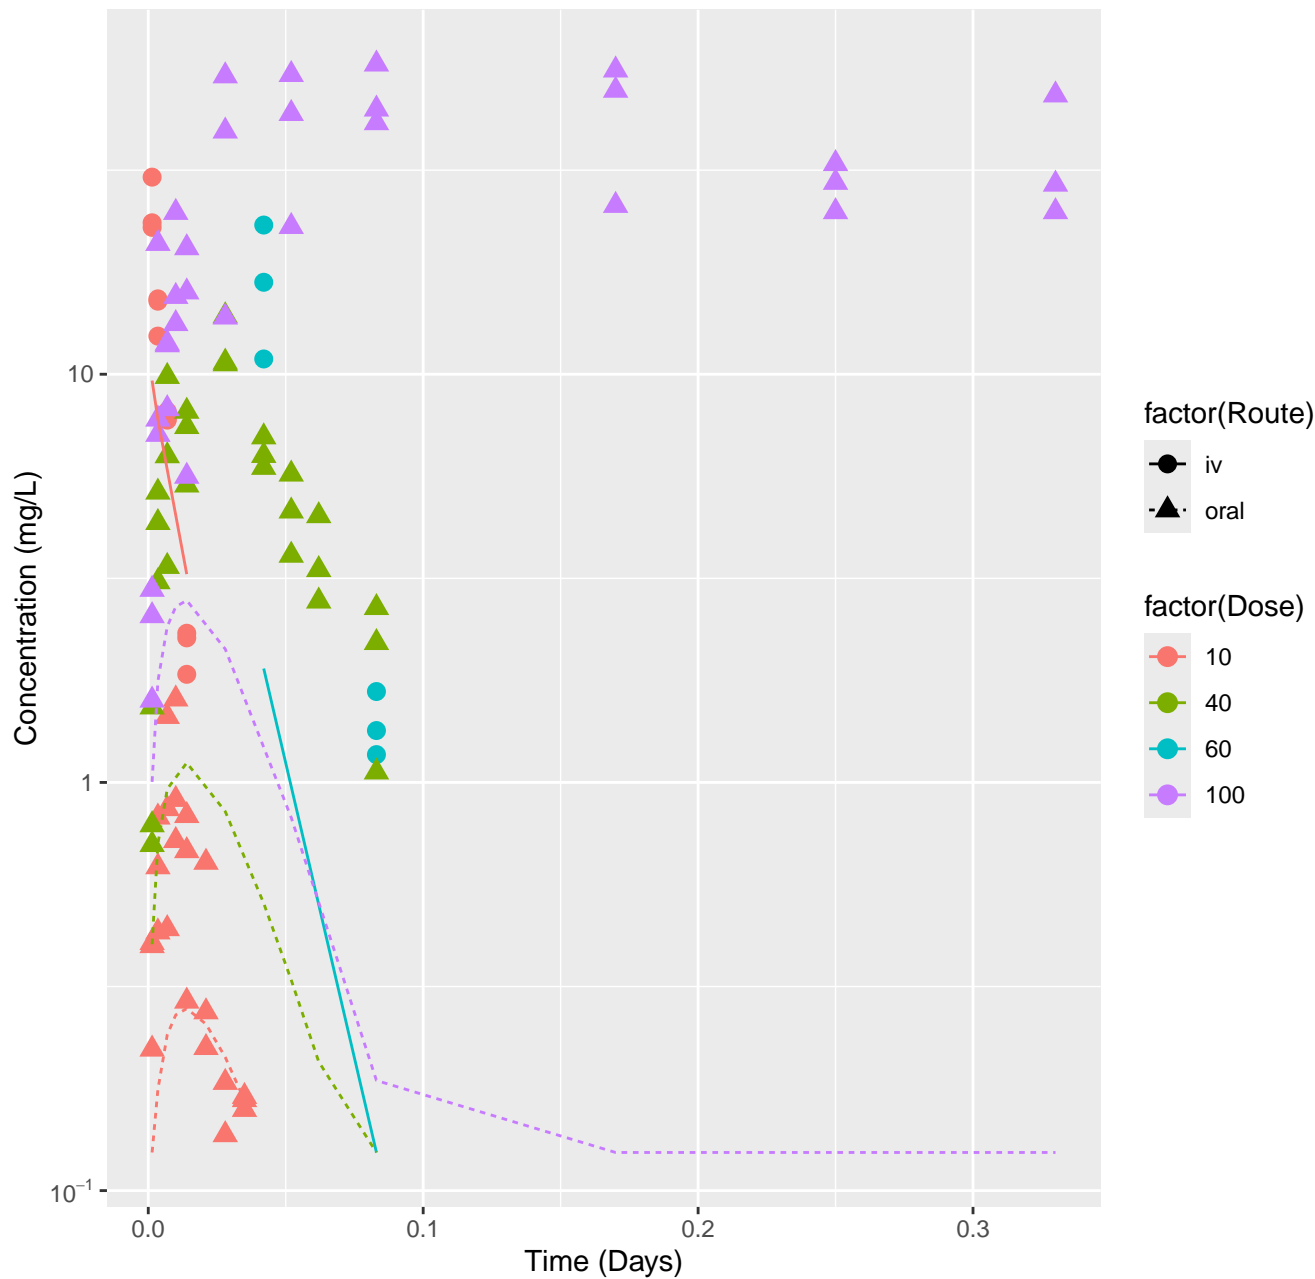 10
1
10⁻¹
0.0
0.1
0.2
0.3
Time (Days)
Concentration (mg/L)
factor(Route)
iv
oral
factor(Dose)
10
40
60
100